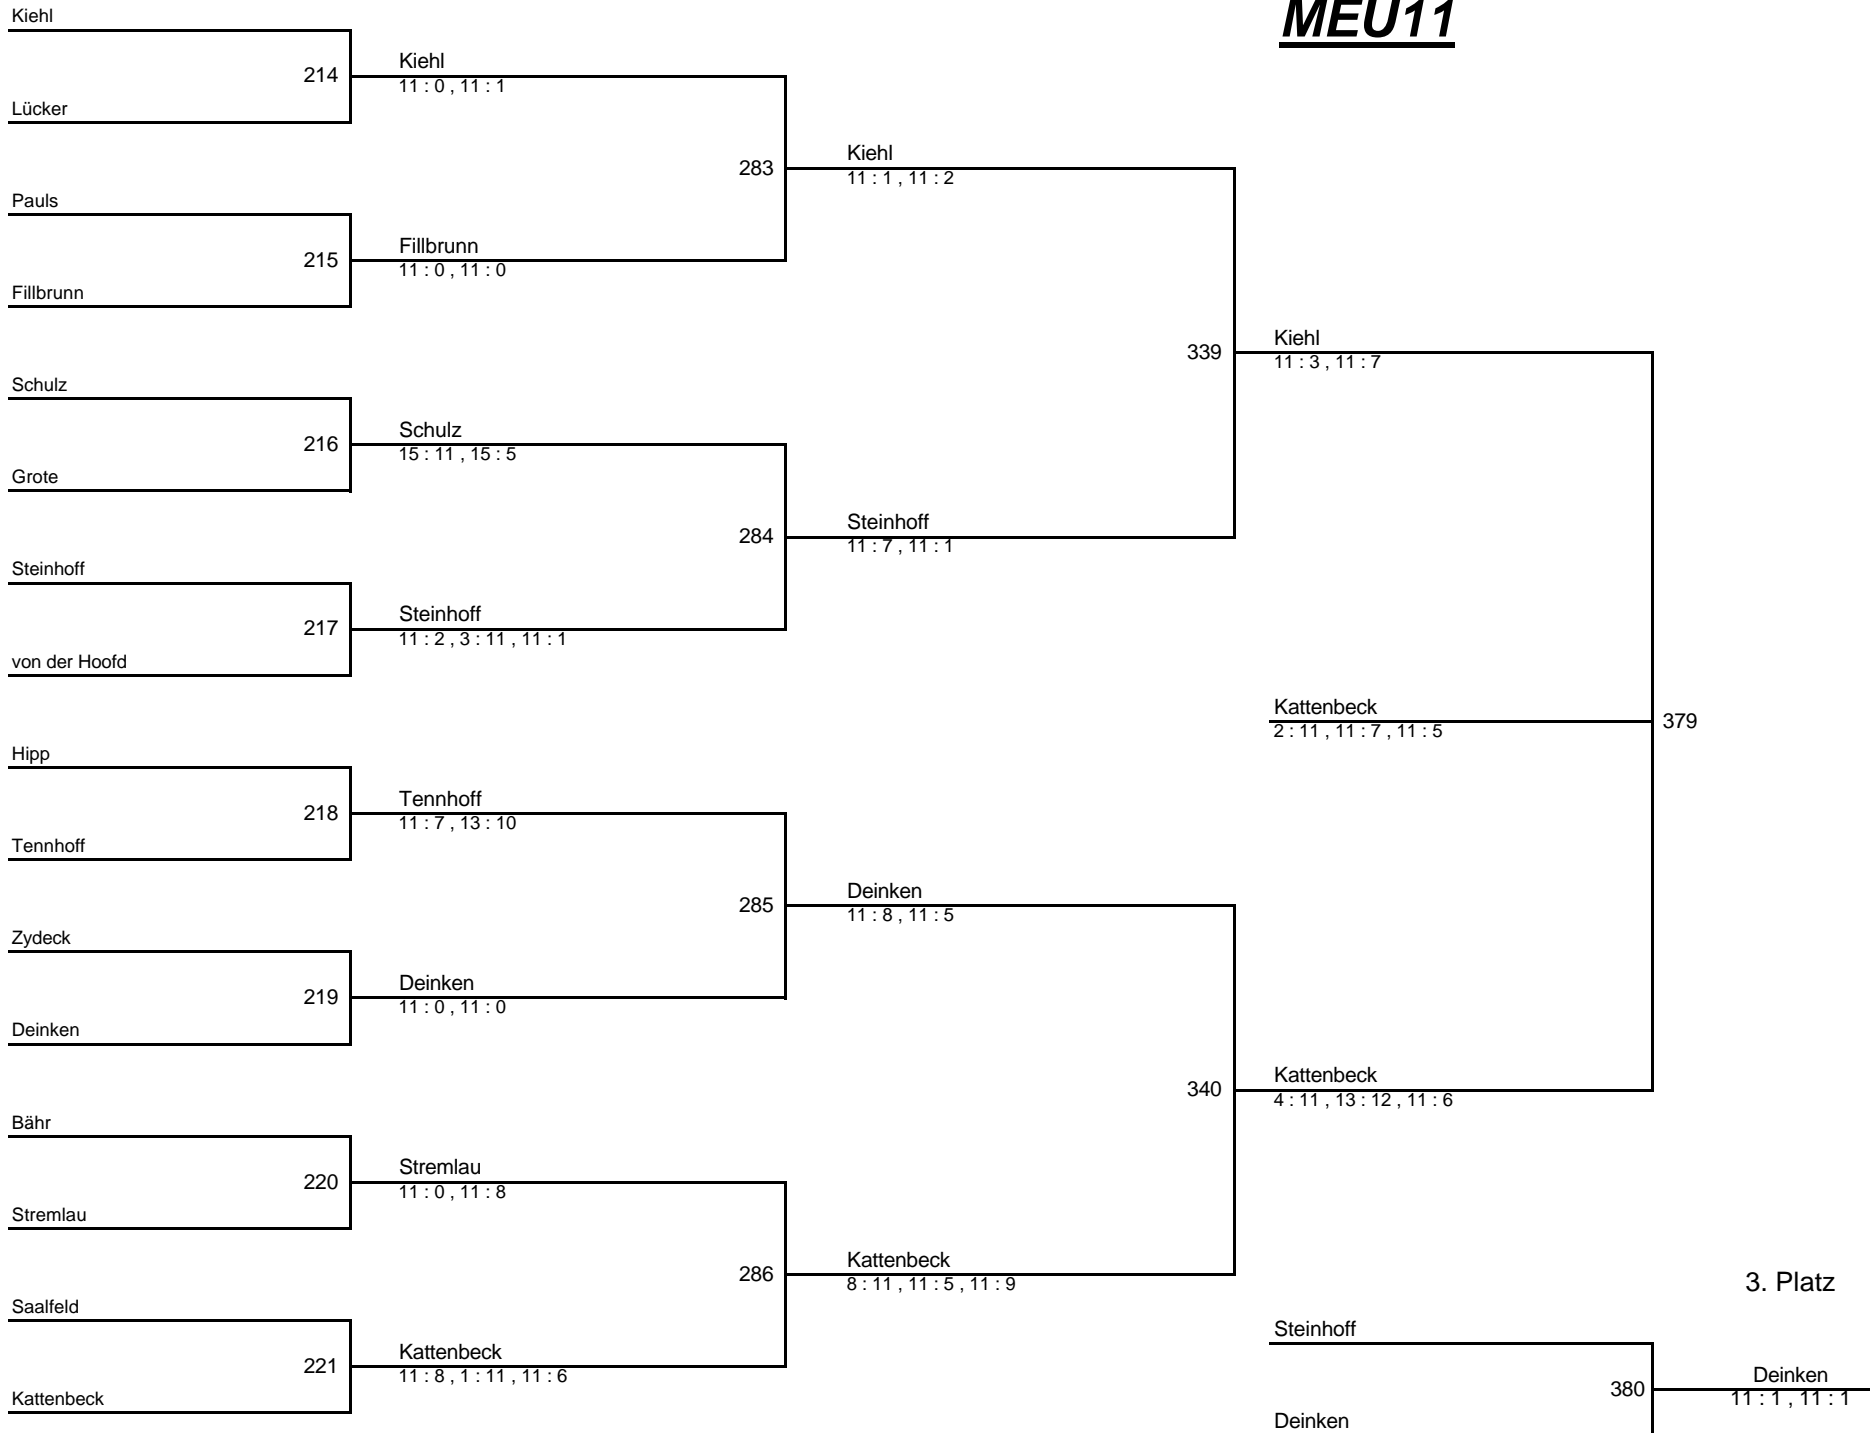 MEU11
Kiehl
214
Kiehl
11 : 0 , 11 : 1
Lücker
283
Kiehl
11 : 1 , 11 : 2
Pauls
215
Fillbrunn
11 : 0 , 11 : 0
Fillbrunn
339
Kiehl
11 : 3 , 11 : 7
Schulz
216
Schulz
15 : 11 , 15 : 5
Grote
284
Steinhoff
11 : 7 , 11 : 1
Steinhoff
217
Steinhoff
11 : 2 , 3 : 11 , 11 : 1
von der Hoofd
Kattenbeck
2 : 11 , 11 : 7 , 11 : 5
379
Hipp
218
Tennhoff
11 : 7 , 13 : 10
Tennhoff
285
Deinken
11 : 8 , 11 : 5
Zydeck
219
Deinken
11 : 0 , 11 : 0
Deinken
340
Kattenbeck
4 : 11 , 13 : 12 , 11 : 6
Bähr
220
Stremlau
11 : 0 , 11 : 8
Stremlau
286
Kattenbeck
8 : 11 , 11 : 5 , 11 : 9
Saalfeld
221
Kattenbeck
11 : 8 , 1 : 11 , 11 : 6
Kattenbeck
3. Platz
Steinhoff
380
Deinken
11 : 1 , 11 : 1
Deinken